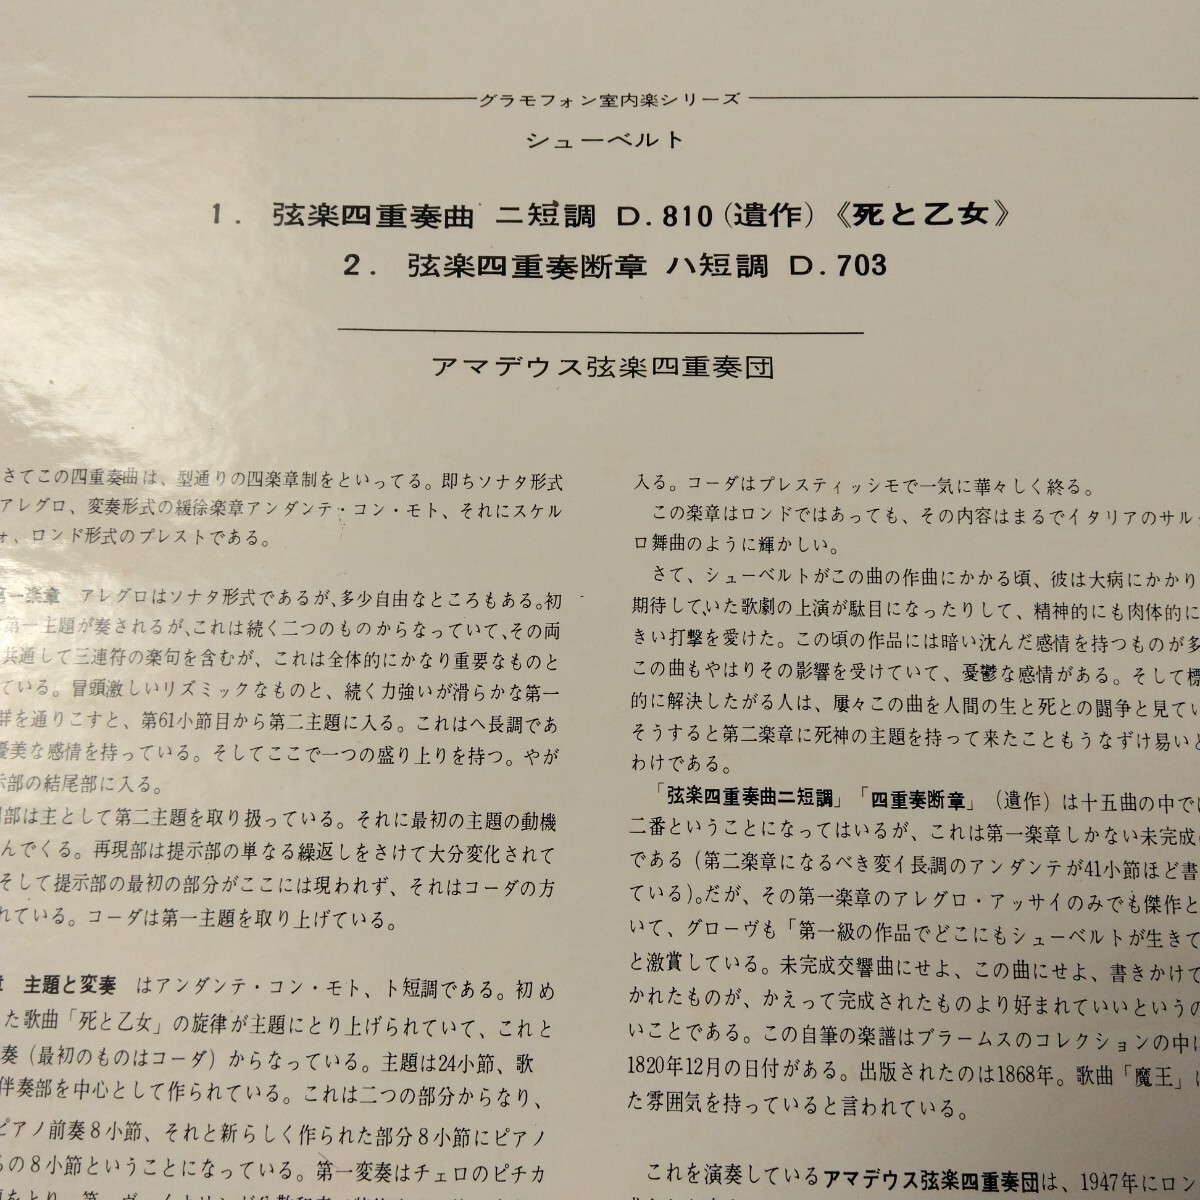 グラモフォン室内楽シリーズ
シューベルト
1. 弦楽四重奏曲 ニ短調 D.810(遺作)《死と乙女》
2. 弦楽四重奏断章 ハ短調 D.703
アマデウス弦楽四重奏団
さてこの四重奏曲は、型通りの四楽章制をといってる。即ちソナタ形式
アレグロ、変奏形式の緩徐楽章アンダンテ・コン・モト、それにスケル
ォ、ロンド形式のプレストである。
第一楽章 アレグロはソナタ形式であるが、多少自由なところもある。初
第一主題が奏されるが、これは続く二つのものからなっていて、その両
共通して三連符の楽句を含むが、これは全体的にかなり重要なものと
ている。冒頭激しいリズミックなものと、続く力強いが滑らかな第一
群を通りこすと、第61小節目から第二主題に入る。これはヘ長調であ
優美な感情を持っている。そしてここで一つの盛り上りを持つ。やが
示部の結尾部に入る。
部は主として第二主題を取り扱っている。それに最初の主題の動機
んでくる。再現部は提示部の単なる繰返しをさけて大分変化されて
そして提示部の最初の部分がここには現われず、それはコーダの方
れている。コーダは第一主題を取り上げている。
章 主題と変奏 はアンダンテ・コン・モト、ト短調である。初め
た歌曲「死と乙女」の旋律が主題にとり上げられていて、これと
奏(最初のものはコーダ)からなっている。主題は24小節、歌
伴奏部を中心として作られている。これは二つの部分からなり、
ピアノ前奏8小節、それと新らしく作られた部分8小節にピアノ
るの8小節ということになっている。第一変奏はチェロのピチカ
入る。コーダはプレスティッシモで一気に華々しく終る。
この楽章はロンドではあっても、その内容はまるでイタリアのサル
ロ舞曲のように輝かしい。
さて、シューベルトがこの曲の作曲にかかる頃、彼は大病にかかり
期待していた歌劇の上演が駄目になったりして、精神的にも肉体的に
きい打撃を愛けた。この頃の作品には暗い沈んだ感情を持つものが多
この曲もやはりその影響を受けていて、憂鬱な感情がある。そして標
的に解決したがる人は、屢々この曲を人間の生と死との闘争と見てい
そうすると第二楽章に死神の主題を持って来たこともうなずけ易いと
わけである。
「弦楽四重奏曲二短調」「四重奏断章」(遺作)は十五曲の中で
二番ということになってはいるが、これは第一楽章しかない未完成
である(第二楽章になるべき変イ長調のアンダンテが41小節ほど書
ている)。だが、その第一楽章のアレグロ・アッサイのみでも傑作と
いて、グローヴも「第一級の作品でどこにもシューベルトが生きて
と激賞している。未完成交響曲にせよ、この曲にせよ、書きかけて
かれたものが、かえって完成されたものより好まれていいというの
いことである。この自筆の楽譜はブラームスのコレクションの中に
1820年12月の日付がある。出版されたのは1868年。歌曲「魔王」
た雰囲気を持っていると言われている。
これを演奏しているアマデウス弦楽四重奏団は、1947年にロン